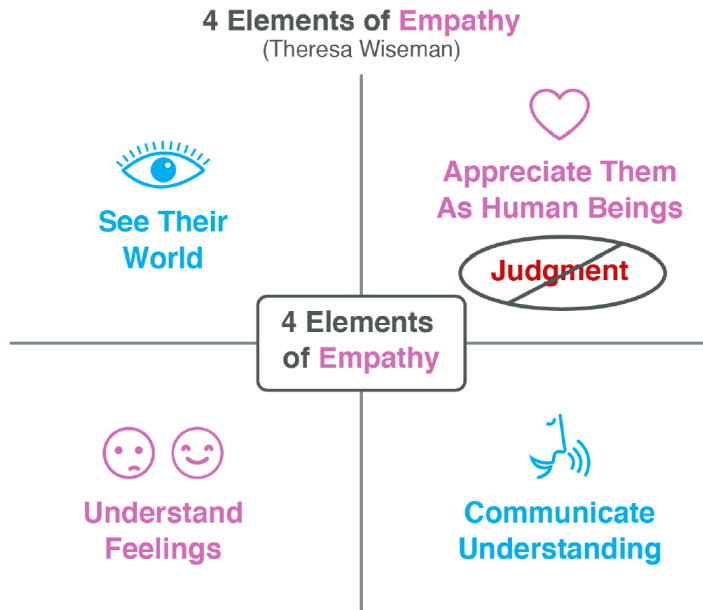 4 Elements of Empathy
(Theresa Wiseman)
See Their
World
Appreciate Them
As Human Beings
Judgment
4 Elements
of Empathy
Understand
Feelings
Communicate
Understanding